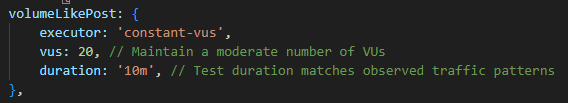 volumeLikePost: {
executor: 'constant-vus',
vus: 20, // Maintain a moderate number of VUs
duration: '10m', // Test duration matches observed traffic patterns
},